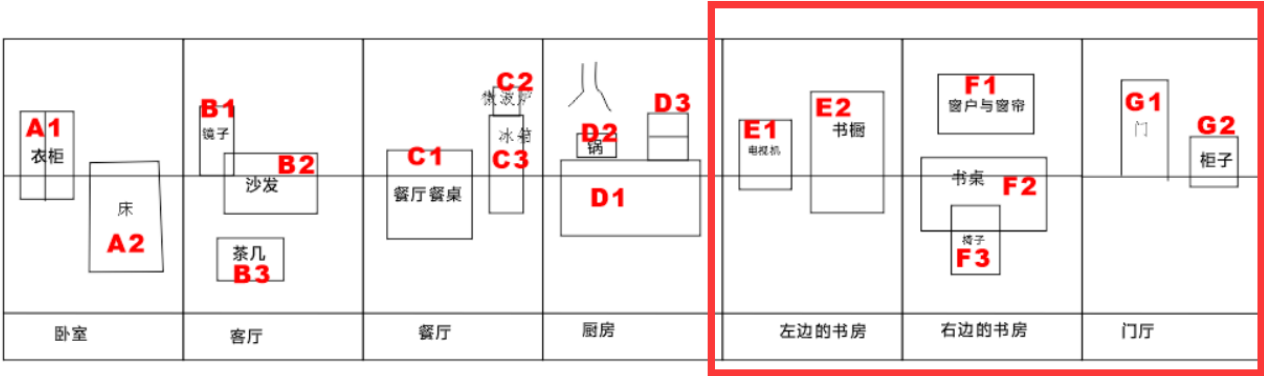 A1
衣柜
床
A2
卧室
B1
镜子
B2
沙发
茶几
B3
客厅
C2
微波炉
冰箱
C3
C1
餐厅餐桌
餐厅
D3
D2
锅
D1
厨房
E1
电视机
E2
书橱
左边的书房
F1
窗户与窗帘
书桌
F2
椅子
F3
右边的书房
G1
门
G2
柜子
门厅